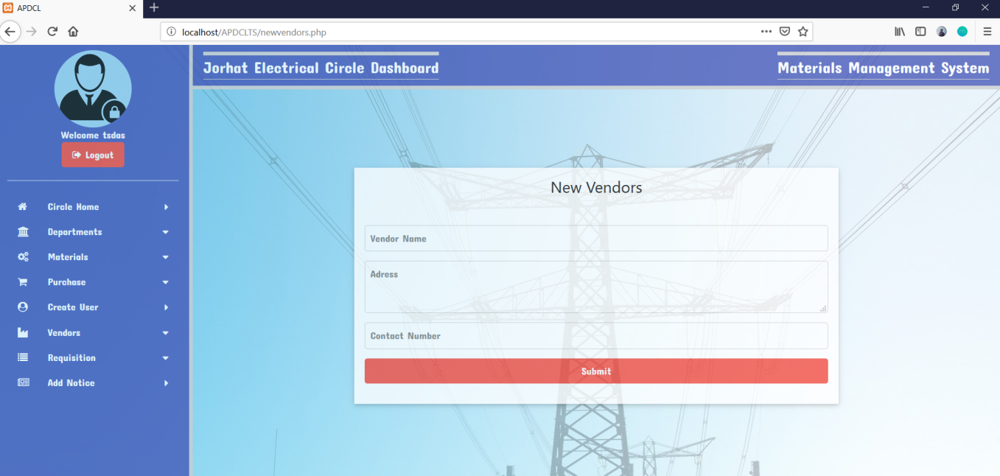 APDCL
localhost/APDCLTS/newvendors.php
Jorhat Electrical Circle Dashboard
Materials Management System
Welcome tsdas
Logout
Circle Home
Departments
Materials
Purchase
Create User
Vendors
Requisition
Add Notice
New Vendors
Vendor Name
Adress
Contact Number
Submit